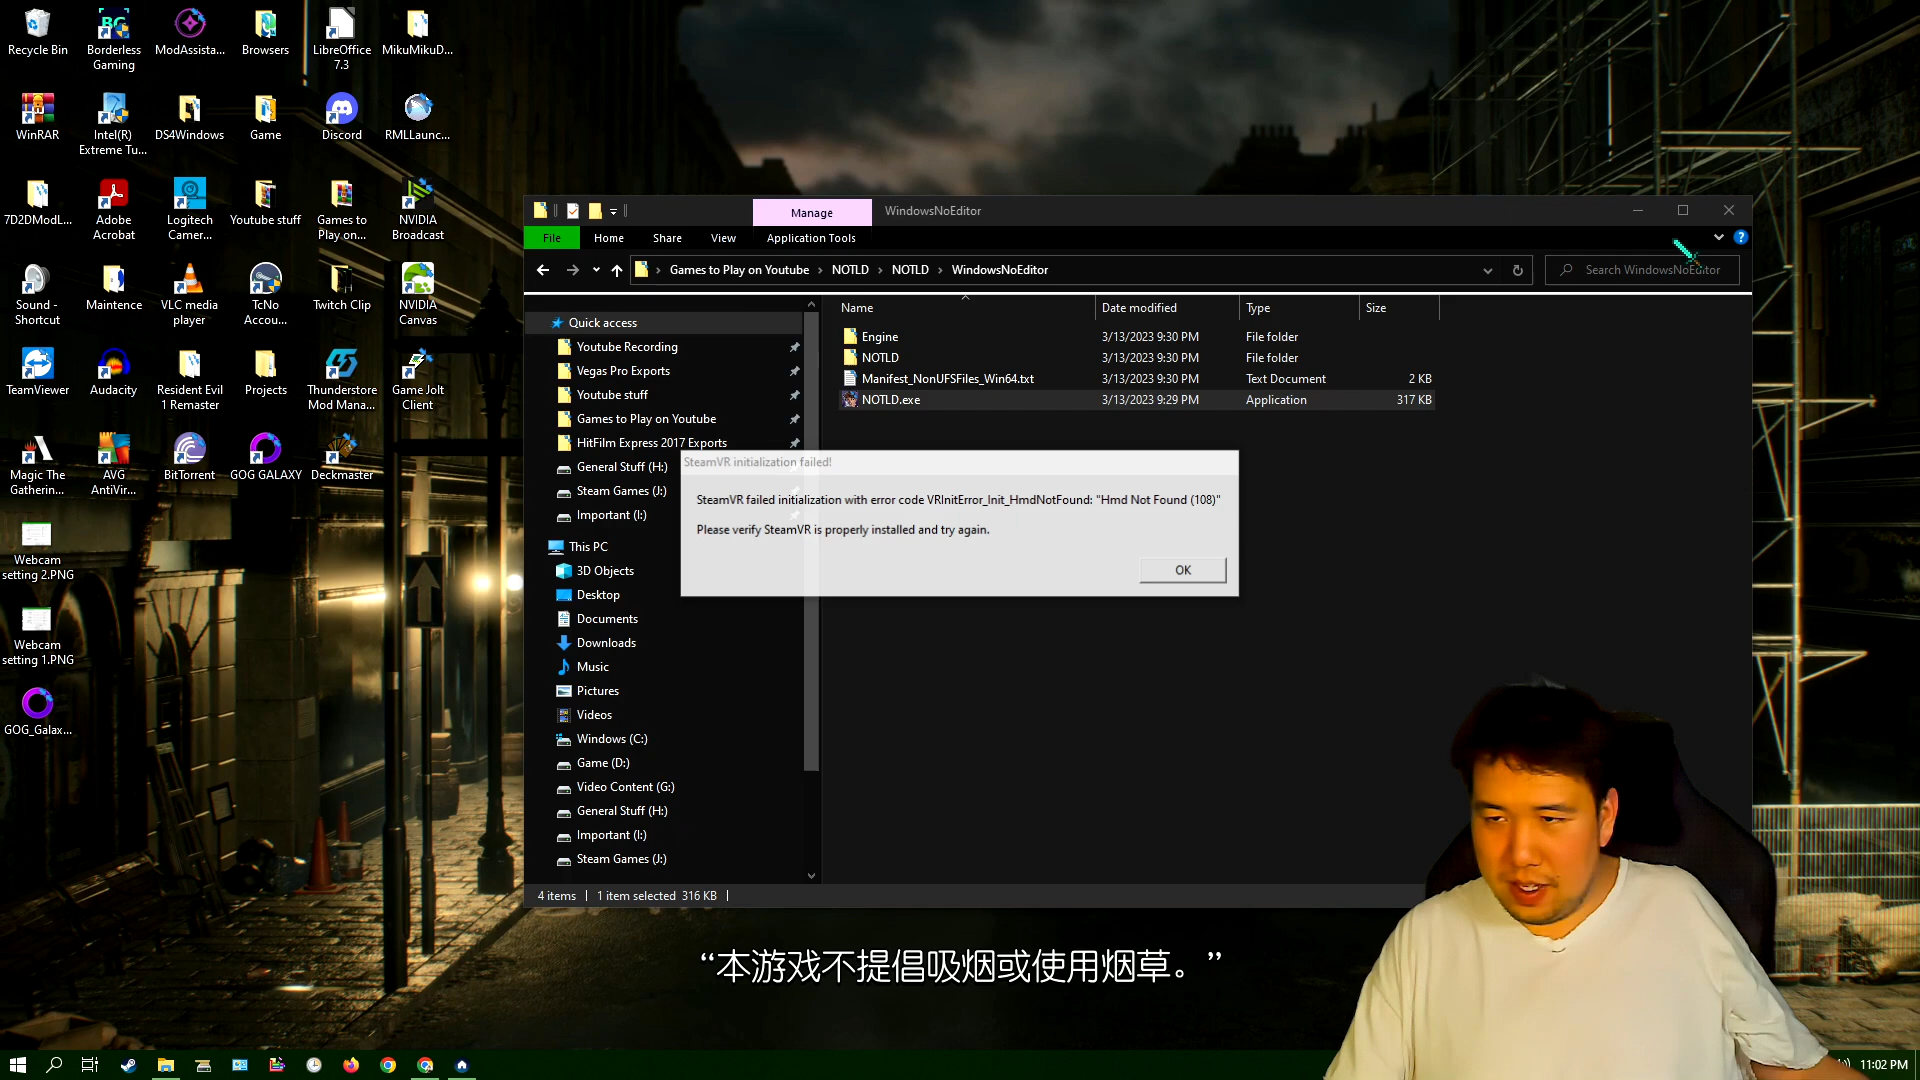 Recycle Bin
Borderless Gaming
ModAssista...
Browsers
LibreOffice 7.3
MikuMikuD...
WinRAR
Intel(R) Extreme Tu...
DS4Windows
Game
Discord
RMLLaunc...
7D2DModL...
Adobe Acrobat
Logitech Camer...
Youtube stuff
Games to Play on...
NVIDIA Broadcast
Sound - Shortcut
Maintence
VLC media player
TcNo Accou...
Twitch Clip
NVIDIA Canvas
TeamViewer
Audacity
Resident Evil 1 Remaster
Projects
Thunderstore Mod Mana...
Game Jolt Client
Magic The Gatherin...
AVG AntiVir...
BitTorrent
GOG GALAXY
Deckmaster
Webcam setting 2.PNG
Webcam setting 1.PNG
GOG_Galax...
Manage
WindowsNoEditor
File
Home
Share
View
Application Tools
Games to Play on Youtube > NOTLD > NOTLD > WindowsNoEditor
Search WindowsNoEditor
Name
Date modified
Type
Size
Engine 3/13/2023 9:30 PM File folder
NOTLD 3/13/2023 9:30 PM File folder
Manifest_NonUFSFiles_Win64.txt 3/13/2023 9:30 PM Text Document 2 KB
NOTLD.exe 3/13/2023 9:29 PM Application 317 KB
Quick access
Youtube Recording
Vegas Pro Exports
Youtube stuff
Games to Play on Youtube
HitFilm Express 2017 Exports
General Stuff (H:)
Steam Games (J:)
Important (I:)
This PC
3D Objects
Desktop
Documents
Downloads
Music
Pictures
Videos
Windows (C:)
Game (D:)
Video Content (G:)
General Stuff (H:)
Important (I:)
Steam Games (J:)
SteamVR initialization failed!
SteamVR failed initialization with error code VRInitError_Init_HmdNotFound: "Hmd Not Found (108)"
Please verify SteamVR is properly installed and try again.
OK
4 items
1 item selected 316 KB
“本游戏不提倡吸烟或使用烟草。”
11:02 PM